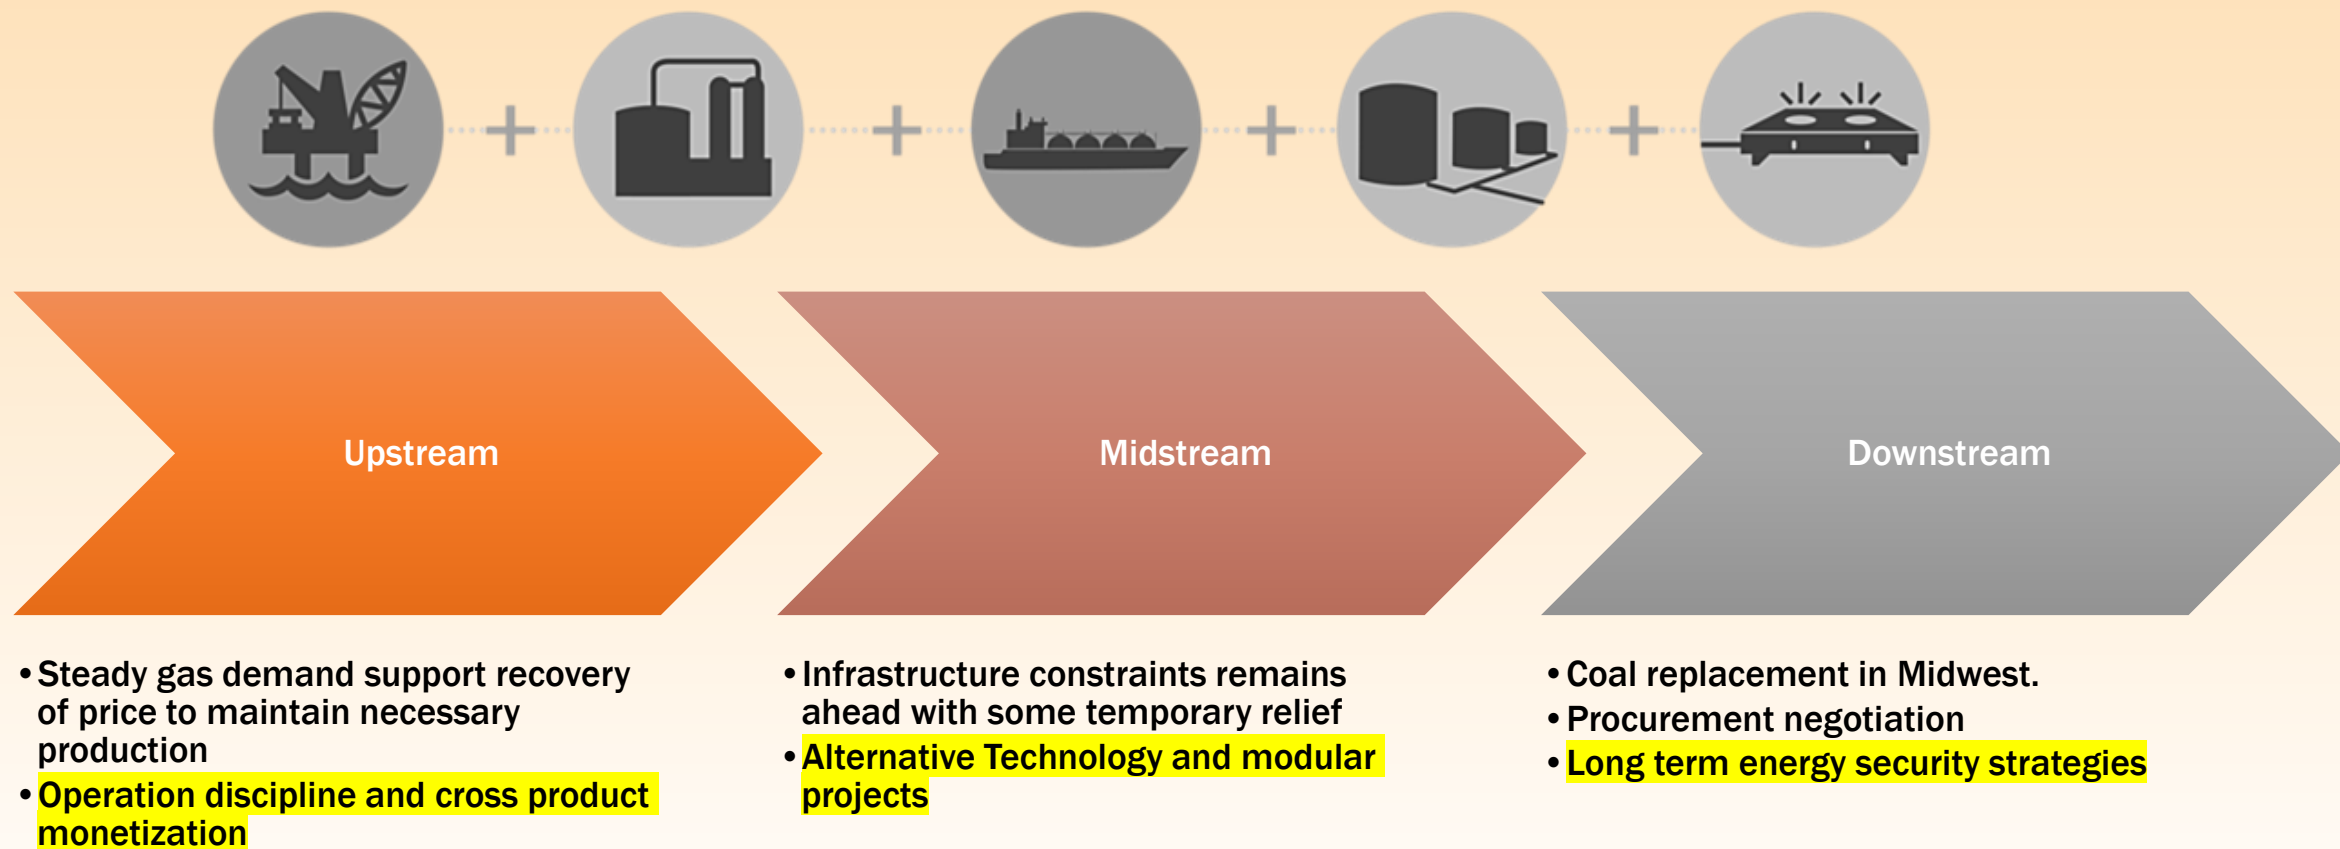 Upstream
Midstream
Downstream
•Steady gas demand support recovery
of price to maintain necessary
production
•Operation discipline and cross product
monetization
•Infrastructure constraints remains
ahead with some temporary relief
•Alternative Technology and modular
projects
•Coal replacement in Midwest.
•Procurement negotiation
•Long term energy security strategies